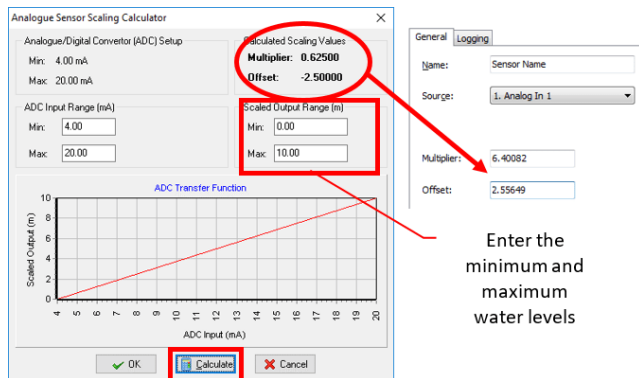 Analogue Sensor Scaling Calculator
Analogue/Digital Convertor (ADC) Setup
Min: 4.00 mA
Max: 20.00 mA
Calculated Scaling Values
Multiplier: 0.62500
Offset: -2.50000
ADC Input Range (mA)
Min: 4.00
Max: 20.00
Scaled Output Range (m)
Min: 0.00
Max: 10.00
ADC Transfer Function
Scaled Output (m)
10
8
6
4
2
0
4 5 6 7 8 9 10 11 12 13 14 15 16 17 18 19 20
ADC Input (mA)
OK
Calculate
Cancel
General Logging
Name: Sensor Name
Source: 1. Analog In 1
Multiplier: 6.40082
Offset: 2.55649
Enter the
minimum and
maximum
water levels